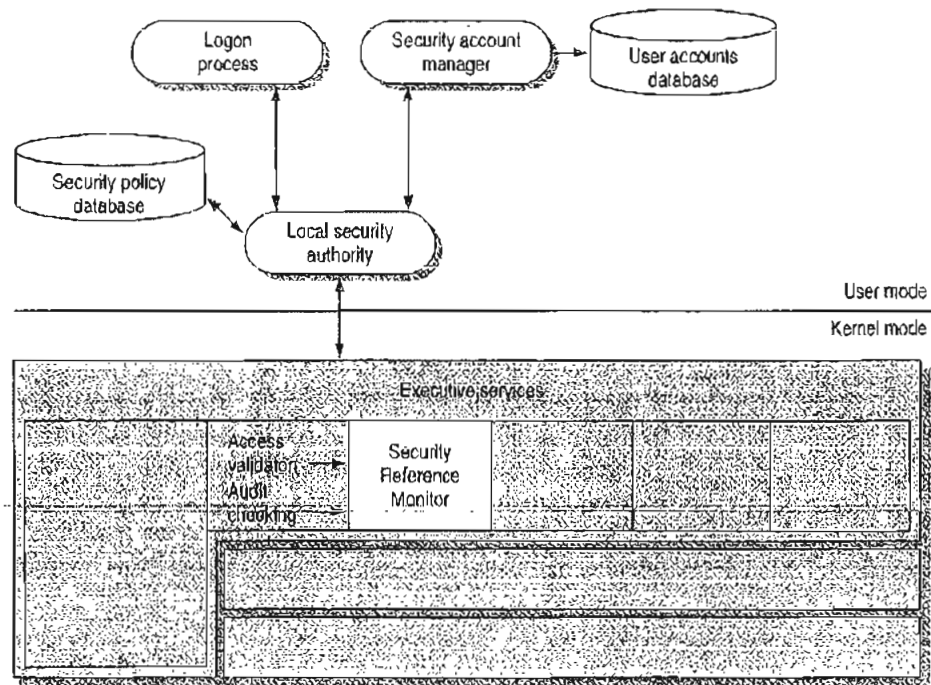 Logon
process
Security account
manager
User accounts
database
Security policy
database
Local security
authority
User mode
Kernel mode
Executive services
Access
validation
Audit
checking
Security
Reference
Monitor